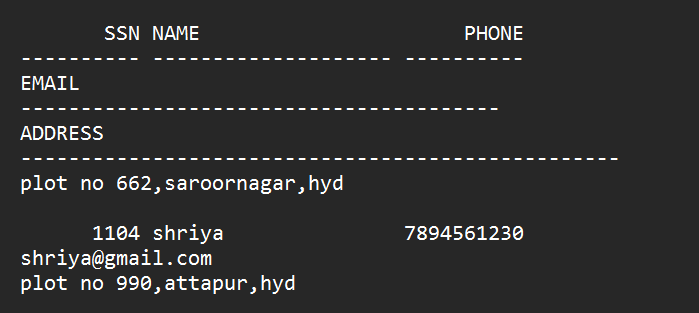 SSN NAME PHONE
---------- -------------------- ----------
EMAIL
----------------------------------------
ADDRESS
--------------------------------------------------
plot no 662,saroornagar,hyd
1104 shriya 7894561230
shriya@gmail.com
plot no 990,attapur,hyd